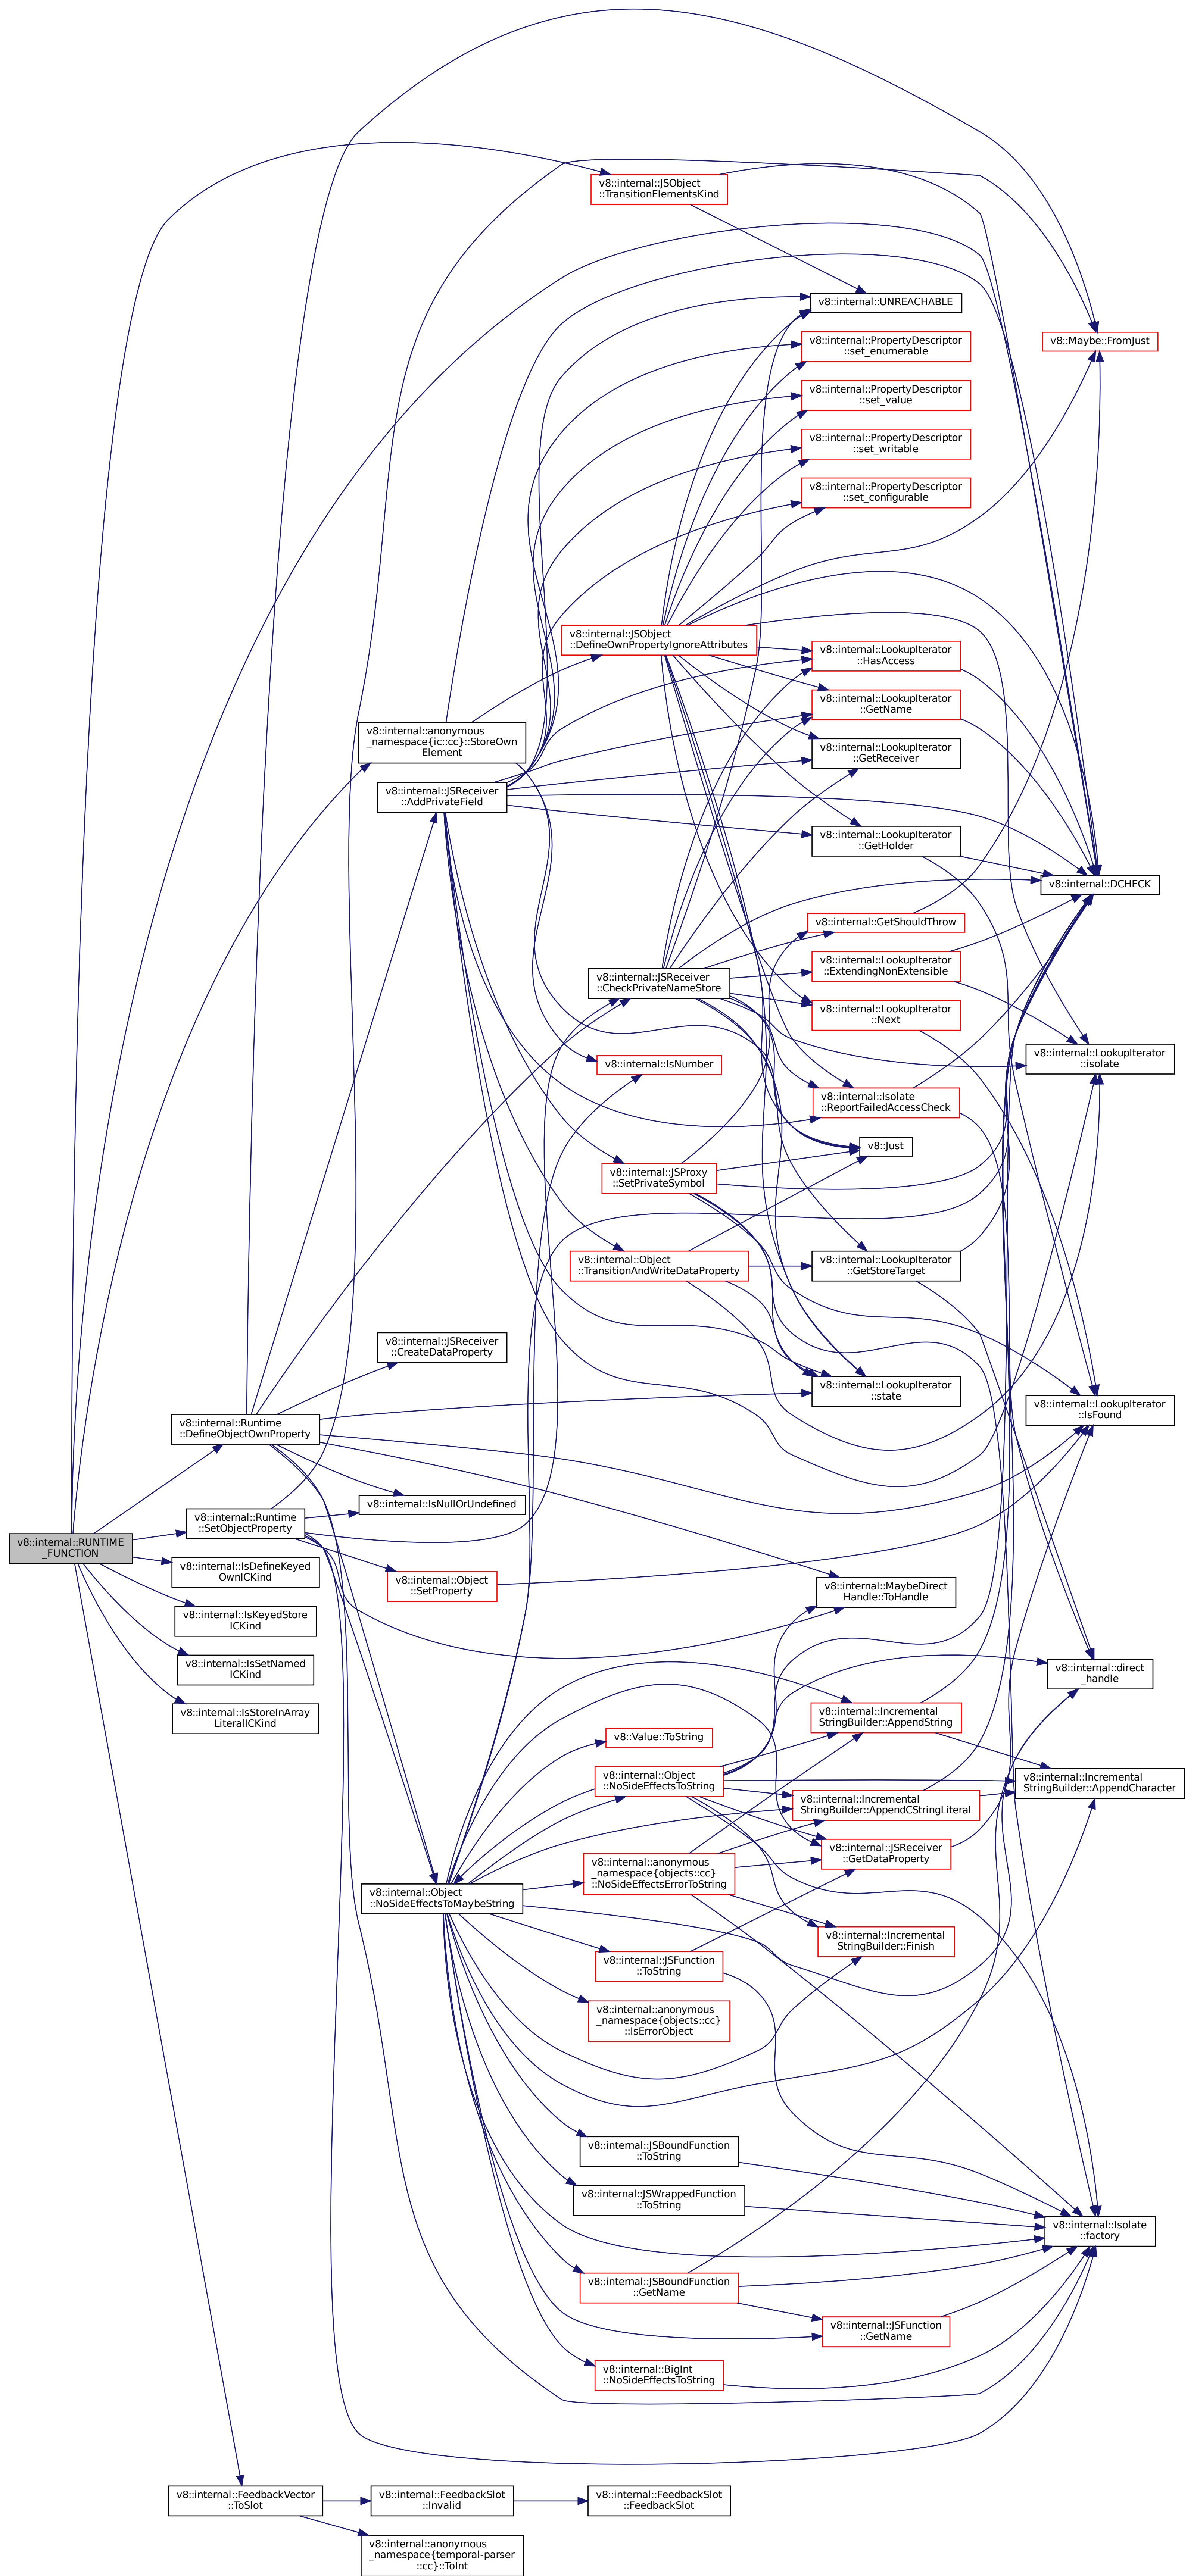 v8::internal::JSObject
::TransitionElementsKind
v8::internal::UNREACHABLE
v8::internal::PropertyDescriptor
::set_enumerable
v8::Maybe::FromJust
v8::internal::PropertyDescriptor
::set_value
v8::internal::PropertyDescriptor
::set_writable
v8::internal::PropertyDescriptor
::set_configurable
v8::internal::JSObject
::DefineOwnPropertyIgnoreAttributes
v8::internal::LookupIterator
::HasAccess
v8::internal::LookupIterator
::GetName
v8::internal::anonymous
_namespace{ic::cc}::StoreOwn
Element
v8::internal::LookupIterator
::GetReceiver
v8::internal::JSReceiver
::AddPrivateField
v8::internal::LookupIterator
::GetHolder
v8::internal::DCHECK
v8::internal::GetShouldThrow
v8::internal::LookupIterator
::ExtendingNonExtensible
v8::internal::JSReceiver
::CheckPrivateNameStore
v8::internal::LookupIterator
::Next
v8::internal::LookupIterator
::isolate
v8::internal::IsNumber
v8::internal::Isolate
::ReportFailedAccessCheck
v8::Just
v8::internal::JSProxy
::SetPrivateSymbol
v8::internal::Object
::TransitionAndWriteDataProperty
v8::internal::LookupIterator
::GetStoreTarget
v8::internal::JSReceiver
::CreateDataProperty
v8::internal::LookupIterator
::state
v8::internal::LookupIterator
::IsFound
v8::internal::Runtime
::DefineObjectOwnProperty
v8::internal::IsNullOrUndefined
v8::internal::Runtime
::SetObjectProperty
v8::internal::RUNTIME
_FUNCTION
v8::internal::IsDefineKeyed
OwnICKind
v8::internal::Object
::SetProperty
v8::internal::MaybeDirect
Handle::ToHandle
v8::internal::IsKeyedStore
ICKind
v8::internal::IsSetNamed
ICKind
v8::internal::direct
_handle
v8::internal::IsStoreInArray
LiteralICKind
v8::internal::Incremental
StringBuilder::AppendString
v8::Value::ToString
v8::internal::Object
::NoSideEffectsToString
v8::internal::Incremental
StringBuilder::AppendCharacter
v8::internal::Incremental
StringBuilder::AppendCStringLiteral
v8::internal::JSReceiver
::GetDataProperty
v8::internal::anonymous
_namespace{objects::cc}
::NoSideEffectsErrorToString
v8::internal::Object
::NoSideEffectsToMaybeString
v8::internal::Incremental
StringBuilder::Finish
v8::internal::JSFunction
::ToString
v8::internal::anonymous
_namespace{objects::cc}
::IsErrorObject
v8::internal::JSBoundFunction
::ToString
v8::internal::JSWrappedFunction
::ToString
v8::internal::Isolate
::factory
v8::internal::JSBoundFunction
::GetName
v8::internal::JSFunction
::GetName
v8::internal::BigInt
::NoSideEffectsToString
v8::internal::FeedbackVector
::ToSlot
v8::internal::FeedbackSlot
::Invalid
v8::internal::FeedbackSlot
::FeedbackSlot
v8::internal::anonymous
_namespace{temporal-parser
::cc}::ToInt